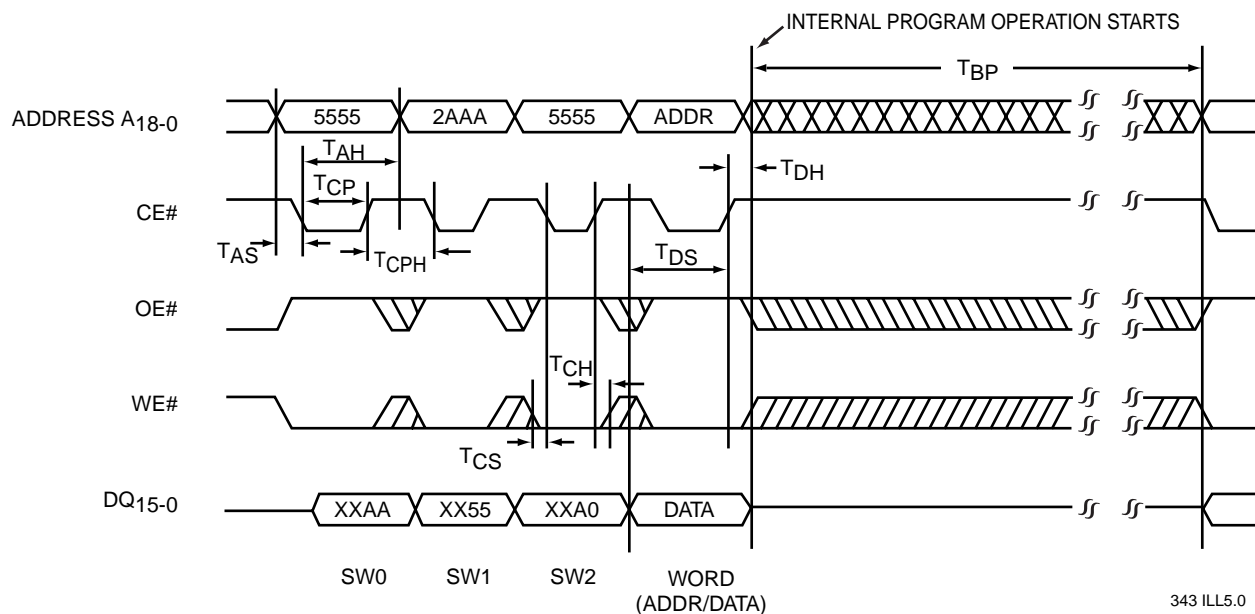 INTERNAL PROGRAM OPERATION STARTS
TBP
ADDRESS A18-0
5555
2AAA
5555
ADDR
TAH
TDH
TCP
CE#
TAS
TCPH
TDS
OE#
TCH
WE#
TCS
DQ15-0
XXAA
XX55
XXA0
DATA
SW0
SW1
SW2
WORD
(ADDR/DATA)
343 ILL5.0